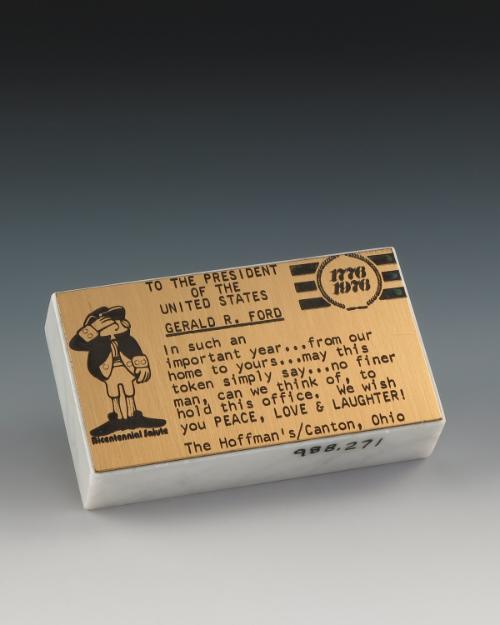 TO THE PRESIDENT
OF THE
UNITED STATES
GERALD R. FORD
1776
1976
In such an
important year...from our
home to yours...may this
token simply say...no finer
man, can we think of, to
hold this office. We wish
you PEACE, LOVE & LAUGHTER!
The Hoffman's/Canton, Ohio
Bicentennial Salute
988.271